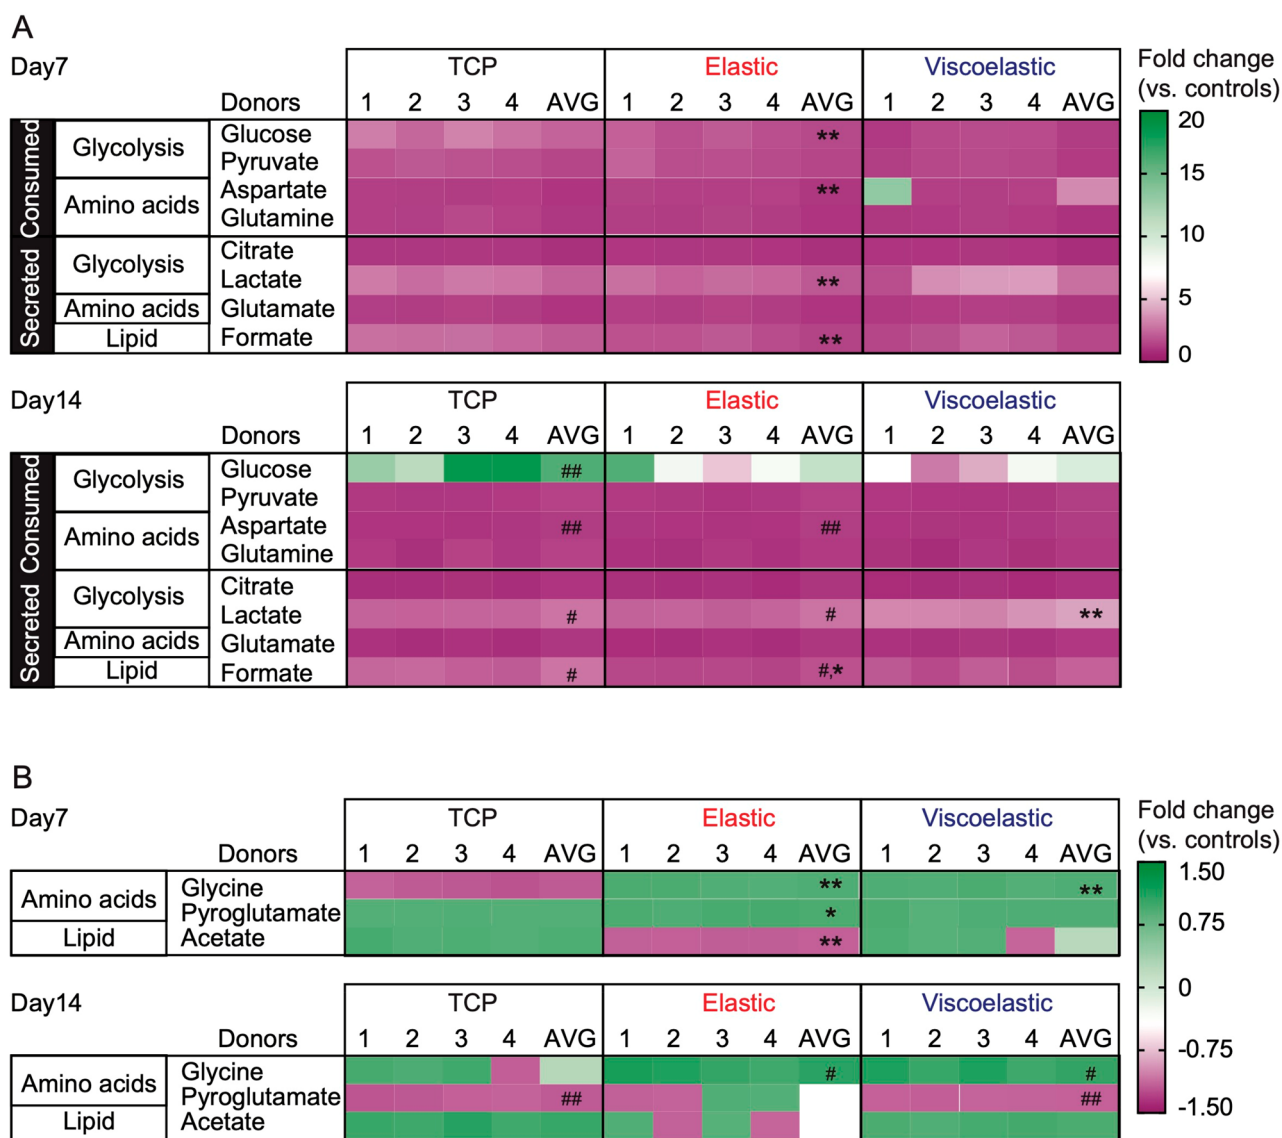 A
Day7
TCP Elastic Viscoelastic
Donors 1 2 3 4 AVG 1 2 3 4 AVG 1 2 3 4 AVG
Fold change
(vs. controls)
Consumed
Glycolysis
Glucose **
Pyruvate
Amino acids
Aspartate **
Glutamine
Secreted
Glycolysis
Citrate
Lactate **
Amino acids
Glutamate
Lipid
Formate **
20
15
10
5
0
Day14
TCP Elastic Viscoelastic
Donors 1 2 3 4 AVG 1 2 3 4 AVG 1 2 3 4 AVG
Consumed
Glycolysis
Glucose ##
Pyruvate
Amino acids
Aspartate ## ##
Glutamine
Secreted
Glycolysis
Citrate
Lactate # # **
Amino acids
Glutamate
Lipid
Formate # #,*
B
Day7
TCP Elastic Viscoelastic
Donors 1 2 3 4 AVG 1 2 3 4 AVG 1 2 3 4 AVG
Fold change
(vs. controls)
Amino acids
Glycine ** **
Pyroglutamate *
Lipid
Acetate **
1.50
0.75
0
-0.75
-1.50
Day14
TCP Elastic Viscoelastic
Donors 1 2 3 4 AVG 1 2 3 4 AVG 1 2 3 4 AVG
Amino acids
Glycine # #
Pyroglutamate ## ##
Lipid
Acetate